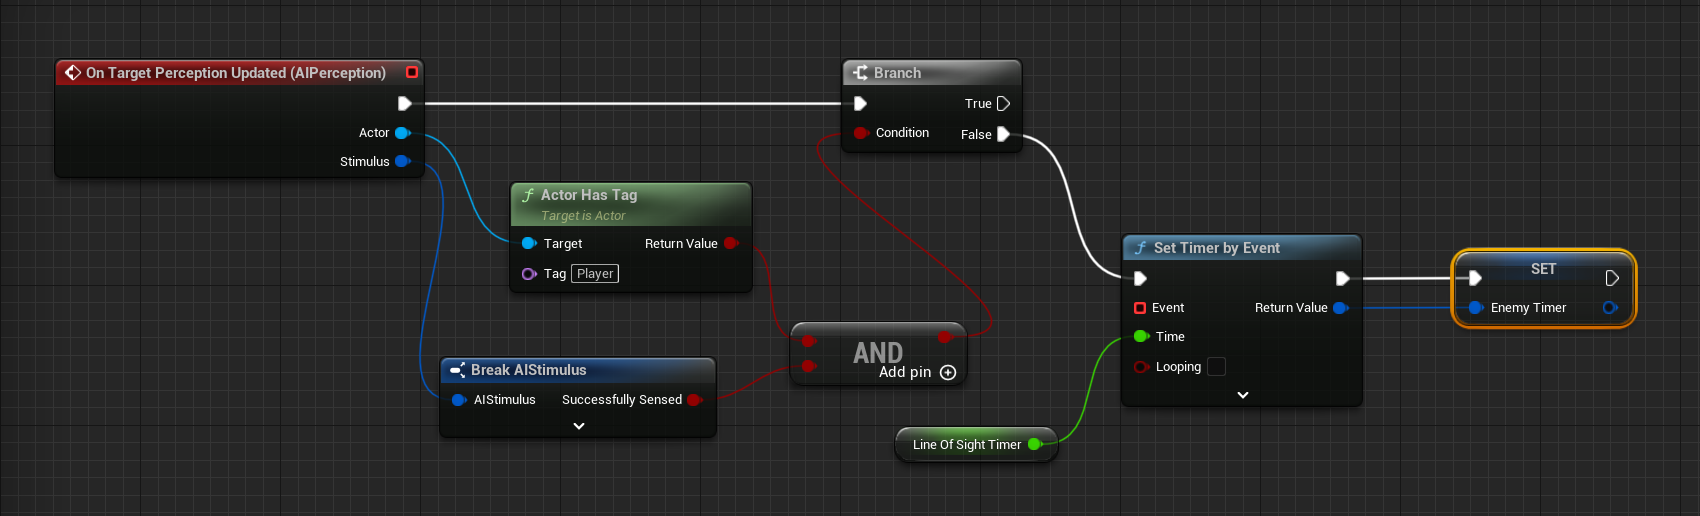 On Target Perception Updated (AIPerception)
Actor
Stimulus
Branch
True
Condition
False
Actor Has Tag
Target is Actor
Target
Return Value
Tag
Player
Set Timer by Event
Event
Return Value
Time
Looping
SET
Enemy Timer
AND
Add pin
Break AIStimulus
AIStimulus
Successfully Sensed
Line Of Sight Timer